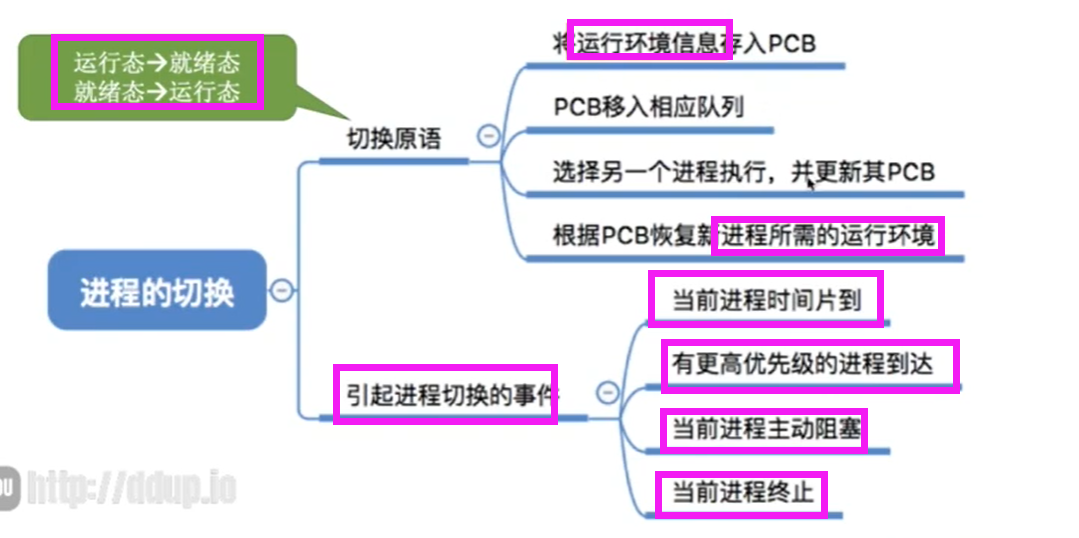 运行态→就绪态
就绪态→运行态
将运行环境信息存入PCB
PCB移入相应队列
切换原语
选择另一个进程执行，并更新其PCB
根据PCB恢复新进程所需的运行环境
进程的切换
当前进程时间片到
有更高优先级的进程到达
引起进程切换的事件
当前进程主动阻塞
当前进程终止
http://ddup.io